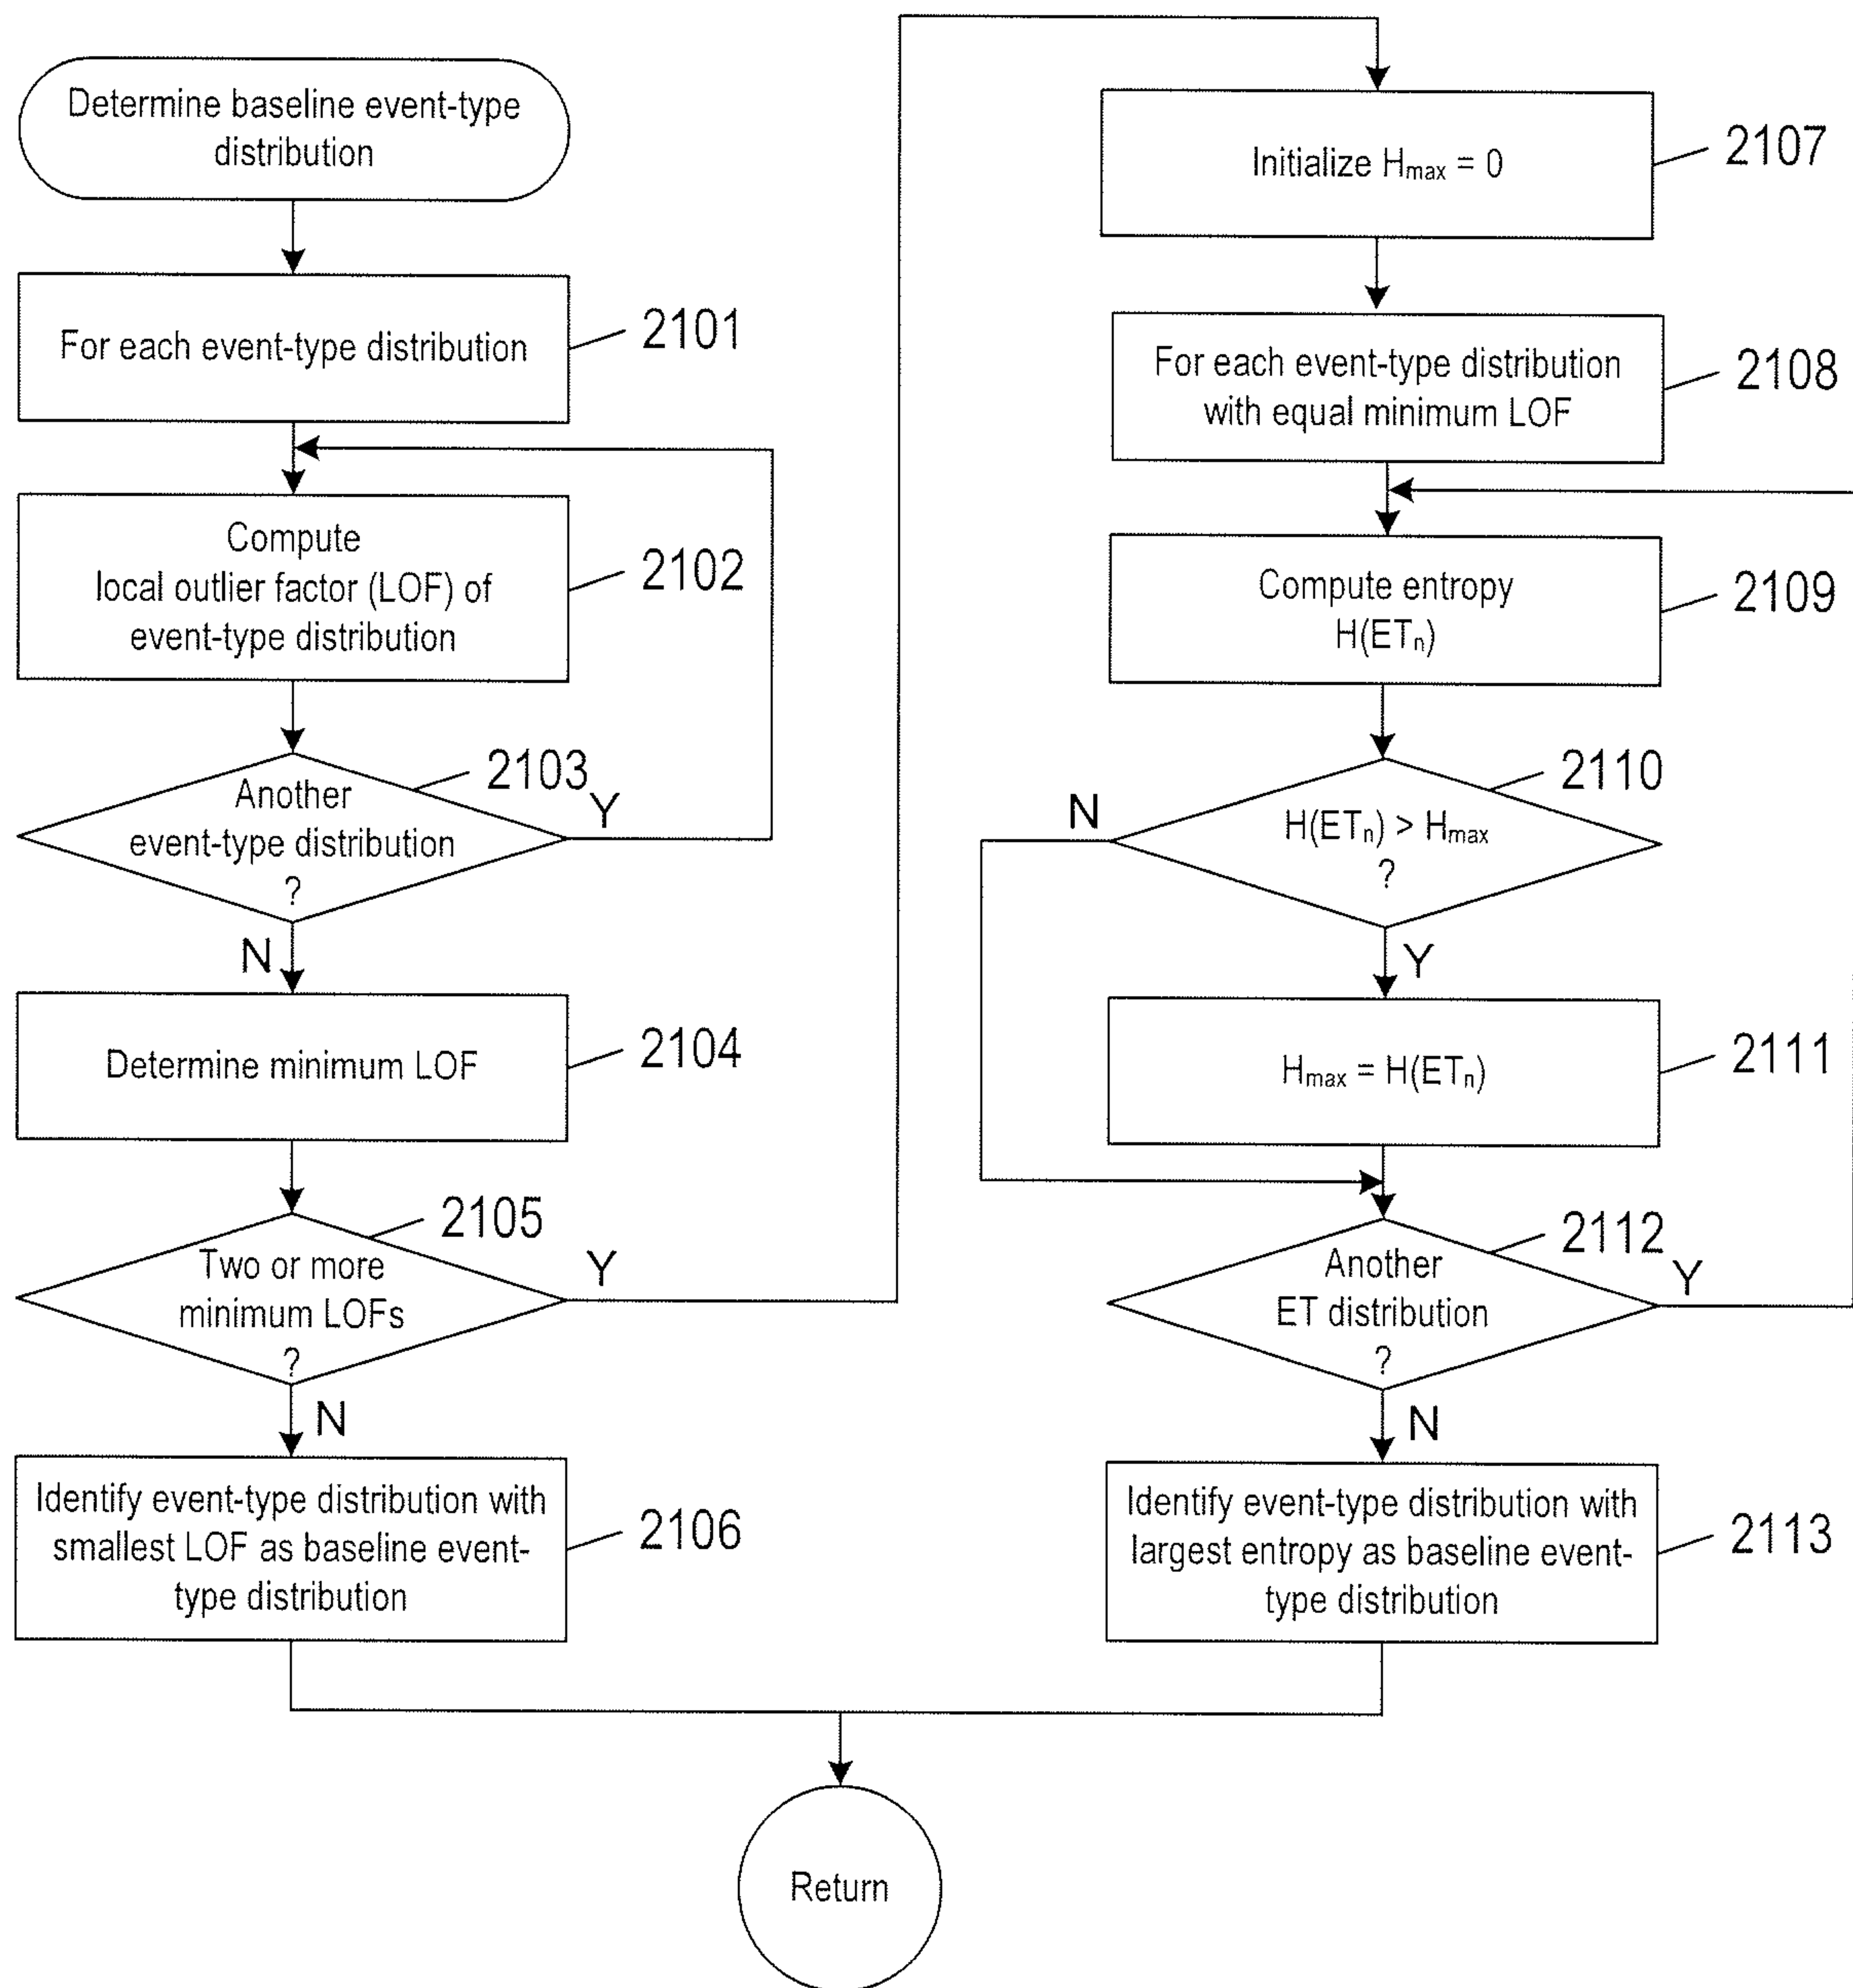 Determine baseline event-type
distribution
For each event-type distribution
2101
Compute
local outlier factor (LOF) of
event-type distribution
2102
Another
event-type distribution
?
2103
Y
N
Determine minimum LOF
2104
Two or more
minimum LOFs
?
2105
Y
N
Identify event-type distribution with
smallest LOF as baseline event-
type distribution
2106
Initialize Hmax = 0
2107
For each event-type distribution
with equal minimum LOF
2108
Compute entropy
H(ETn)
2109
H(ETn) > Hmax
?
2110
N
Y
Hmax = H(ETn)
2111
Another
ET distribution
?
2112
Y
N
Identify event-type distribution with
largest entropy as baseline event-
type distribution
2113
Return